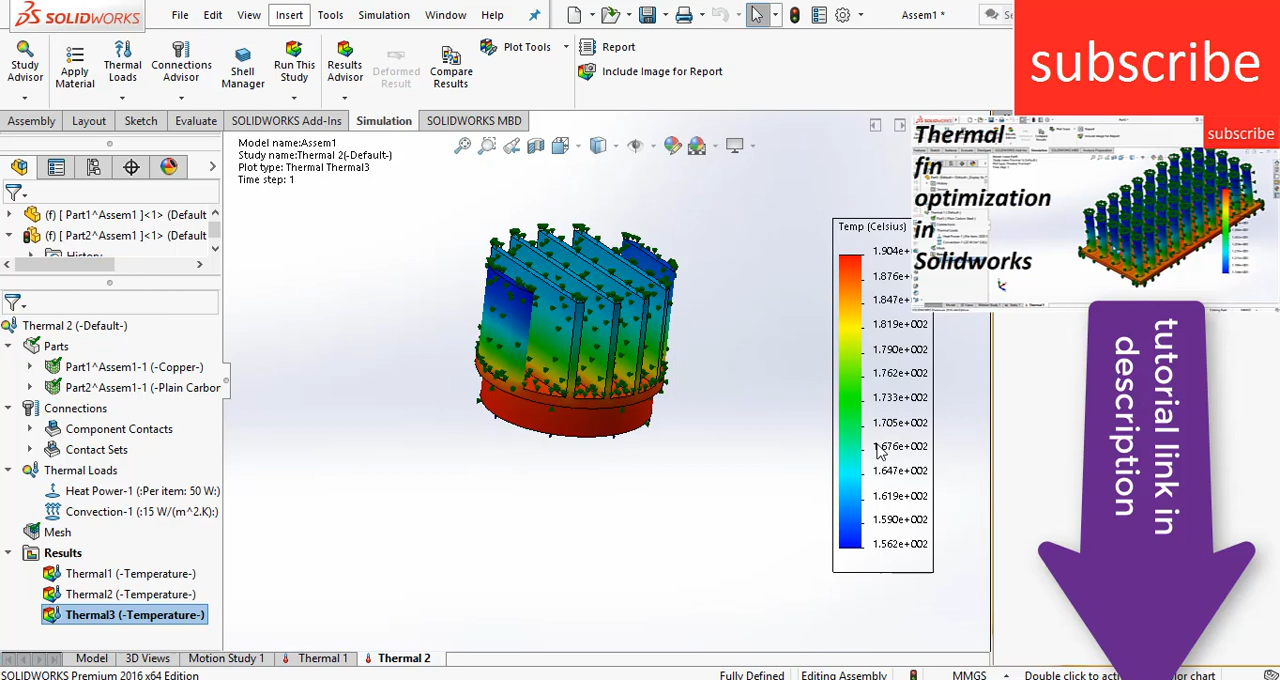 SOLIDWORKS
File Edit View Insert Tools Simulation Window Help
Assem1 *
Study Advisor
Apply Material
Thermal Loads
Connections Advisor
Shell Manager
Run This Study
Results Advisor
Deformed Result
Compare Results
Plot Tools
Report
Include Image for Report
Assembly Layout Sketch Evaluate SOLIDWORKS Add-Ins Simulation SOLIDWORKS MBD
(f) [ Part1^Assem1 ]<1> (Default
(f) [ Part2^Assem1 ]<1> (Default
History
Thermal 2 (-Default-)
Parts
Part1^Assem1-1 (-Copper-)
Part2^Assem1-1 (-Plain Carbor
Connections
Component Contacts
Contact Sets
Thermal Loads
Heat Power-1 (:Per item: 50 W:)
Convection-1 (:15 W/(m^2.K):)
Mesh
Results
Thermal1 (-Temperature-)
Thermal2 (-Temperature-)
Thermal3 (-Temperature-)
Study name:Thermal 2(-Default-)
Plot type: Thermal Thermal3
Time step: 1
Temp (Celsius)
1.904e+
1.876e+
1.847e+
1.819e+002
1.790e+002
1.762e+002
1.733e+002
1.705e+002
1.676e+002
1.647e+002
1.619e+002
1.590e+002
1.562e+002
subscribe
Thermal
fin
optimization
in
Solidworks
subscribe
tutorial link in
description
Model 3D Views Motion Study 1 Thermal 1 Thermal 2
SOLIDWORKS Premium 2016 x64 Edition
Fully Defined Editing Assembly MMGS